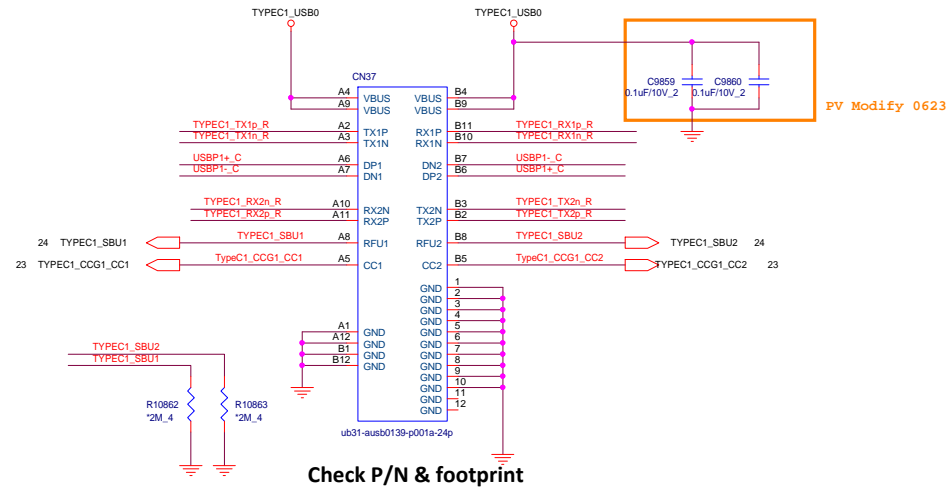 TYPEC1_USB0
TYPEC1_USB0
CN37
C9859
0.1uF/10V_2
C9860
0.1uF/10V_2
PV Modify 0623
A4 VBUS VBUS B4
A9 VBUS VBUS B9
TYPEC1_TX1p_R A2 TX1P RX1P B11 TYPEC1_RX1p_R
TYPEC1_TX1n_R A3 TX1N RX1N B10 TYPEC1_RX1n_R
USBP1+_C A6 DP1 DN2 B7 USBP1-_C
USBP1-_C A7 DN1 DP2 B6 USBP1+_C
TYPEC1_RX2n_R A10 RX2N TX2N B3 TYPEC1_TX2n_R
TYPEC1_RX2p_R A11 RX2P TX2P B2 TYPEC1_TX2p_R
24 TYPEC1_SBU1 TYPEC1_SBU1 A8 RFU1 RFU2 B8 TYPEC1_SBU2 TYPEC1_SBU2 24
23 TYPEC1_CCG1_CC1 TypeC1_CCG1_CC1 A5 CC1 CC2 B5 TypeC1_CCG1_CC2 TYPEC1_CCG1_CC2 23
GND 1
GND 2
GND 3
GND 4
A1 GND GND 5
A12 GND GND 6
B1 GND GND 7
B12 GND GND 8
GND 9
GND 10
GND 11
GND 12
TYPEC1_SBU2
TYPEC1_SBU1
R10862
*2M_4
R10863
*2M_4
ub31-ausb0139-p001a-24p
Check P/N & footprint